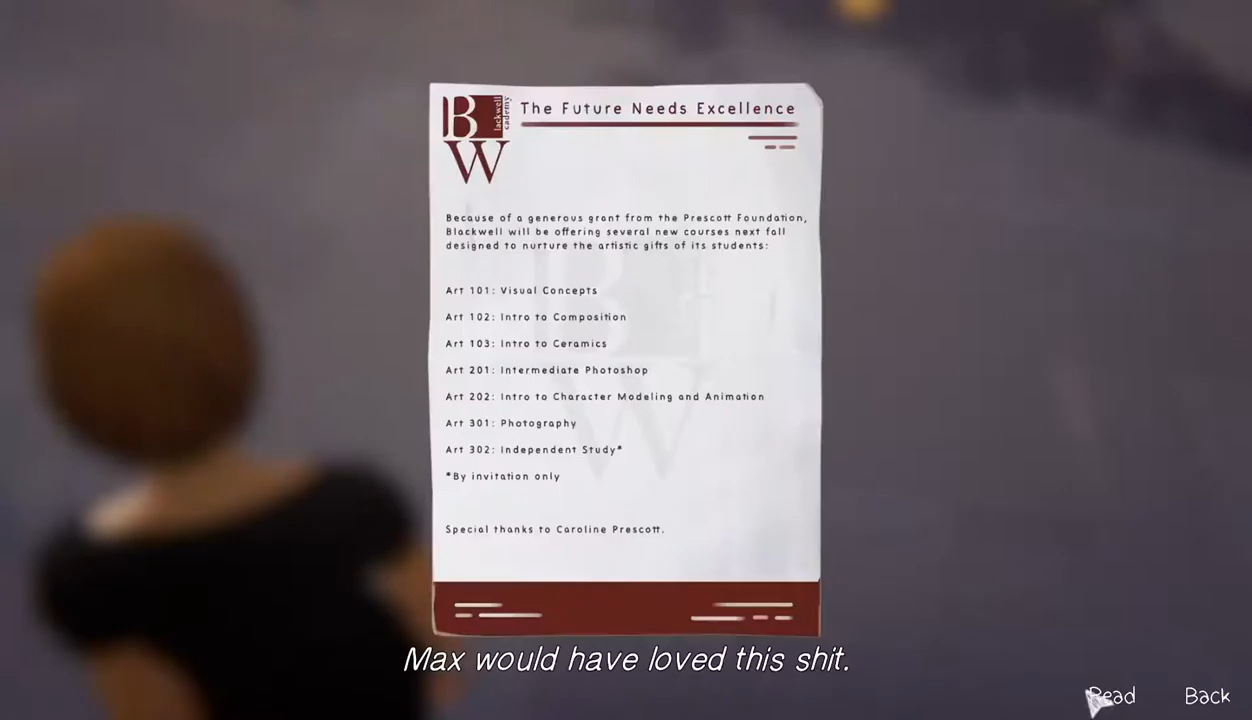 B
lackwell
cademy
W
The Future Needs Excellence
Because of a generous grant from the Prescott Foundation,
Blackwell will be offering several new courses next fall
designed to nurture the artistic gifts of its students:
Art 101: Visual Concepts
Art 102: Intro to Composition
Art 103: Intro to Ceramics
Art 201: Intermediate Photoshop
Art 202: Intro to Character Modeling and Animation
Art 301: Photography
Art 302: Independent Study*
*By invitation only
Special thanks to Caroline Prescott.
Max would have loved this shit.
Read Back